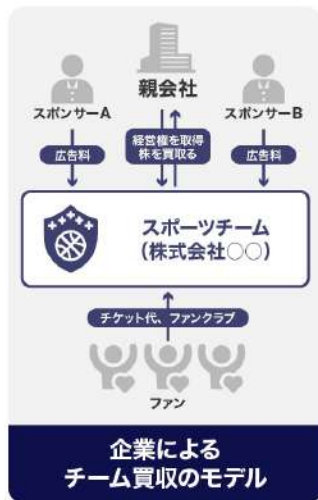 親会社
スポンサーA
スポンサーB
広告料
経営権を取得
株を買取る
広告料
スポーツチーム
(株式会社○○)
チケット代、ファンクラブ
ファン
企業による
チーム買収のモデル